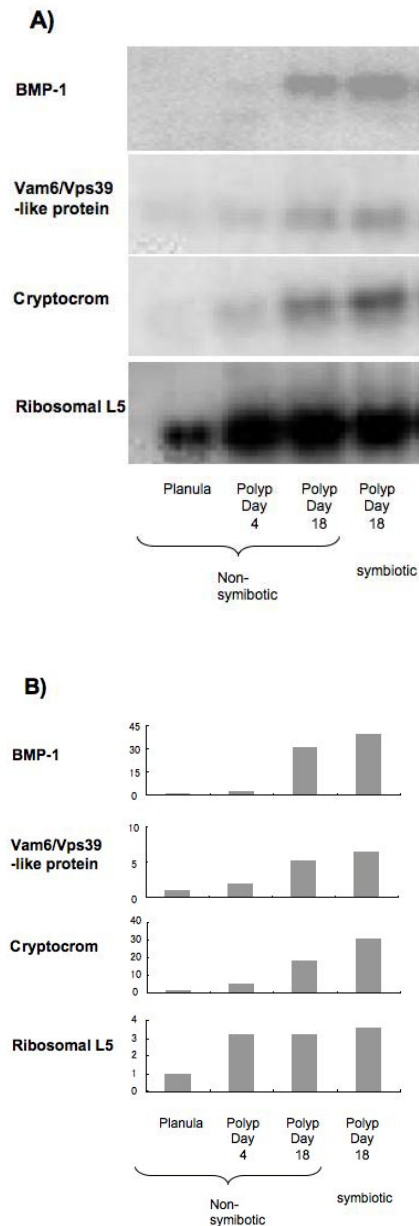 A)
BMP-1
Vam6/Vps39
-like protein
Cryptocrom
Ribosomal L5
Planula
Polyp
Day
4
Polyp
Day
18
Polyp
Day
18
Non-
symibotic
symbiotic
B)
BMP-1
45
30
15
0
Vam6/Vps39
-like protein
10
5
0
Cryptocrom
40
30
20
10
0
Ribosomal L5
4
3
2
1
0
Planula
Polyp
Day
4
Polyp
Day
18
Polyp
Day
18
Non-
symibotic
symbiotic